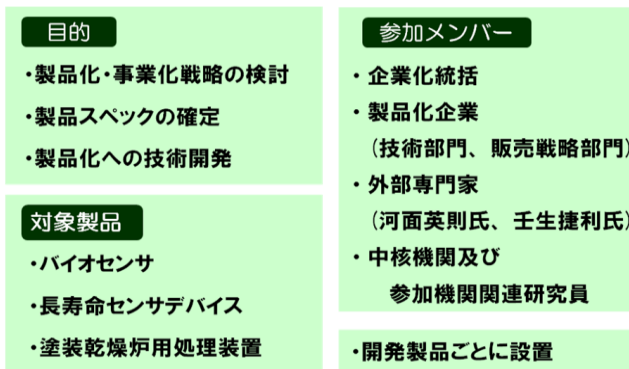 目的
・製品化・事業化戦略の検討
・製品スペックの確定
・製品化への技術開発
対象製品
・バイオセンサ
・長寿命センサデバイス
・塗装乾燥炉用処理装置
参加メンバー
・企業化統括
・製品化企業
（技術部門、販売戦略部門）
・外部専門家
（河面英則氏、壬生捷利氏）
・中核機関及び
参加機関関連研究員
・開発製品ごとに設置